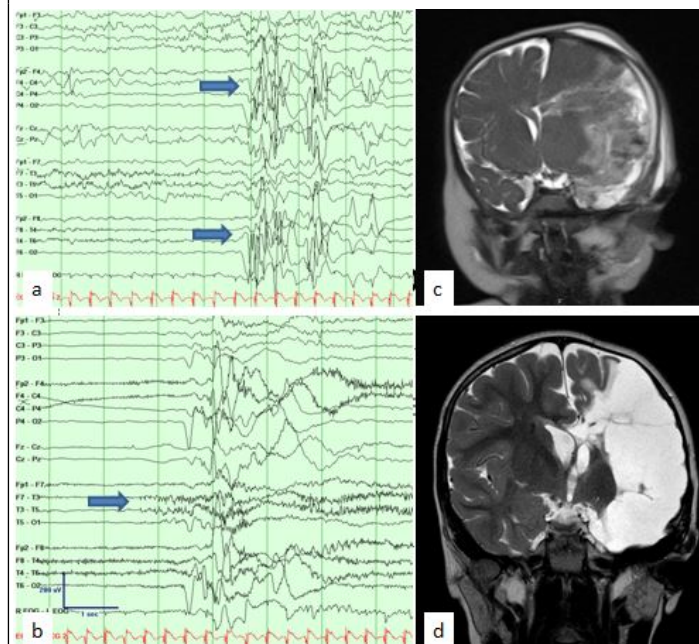 Fp1 - F3
F3 - C3
C3 - P3
P3 - O1
Fp2 - F4
F4 - C4
C4 - P4
P4 - O2
Fz - Cz
Cz - Pz
Fp1 - F7
F7 - T3
T3 - T5
T5 - O1
Fp2 - F8
F8 - T4
T4 - T6
T6 - O2
a
c
Fp1 - F3
F3 - C3
C3 - P3
P3 - O1
Fp2 - F4
F4 - C4
C4 - P4
P4 - O2
Fz - Cz
Cz - Pz
Fp1 - F7
F7 - T3
T3 - T5
T5 - O1
Fp2 - F8
F8 - T4
T4 - T6
T6 - O2
200 uV
1 sec
b
d